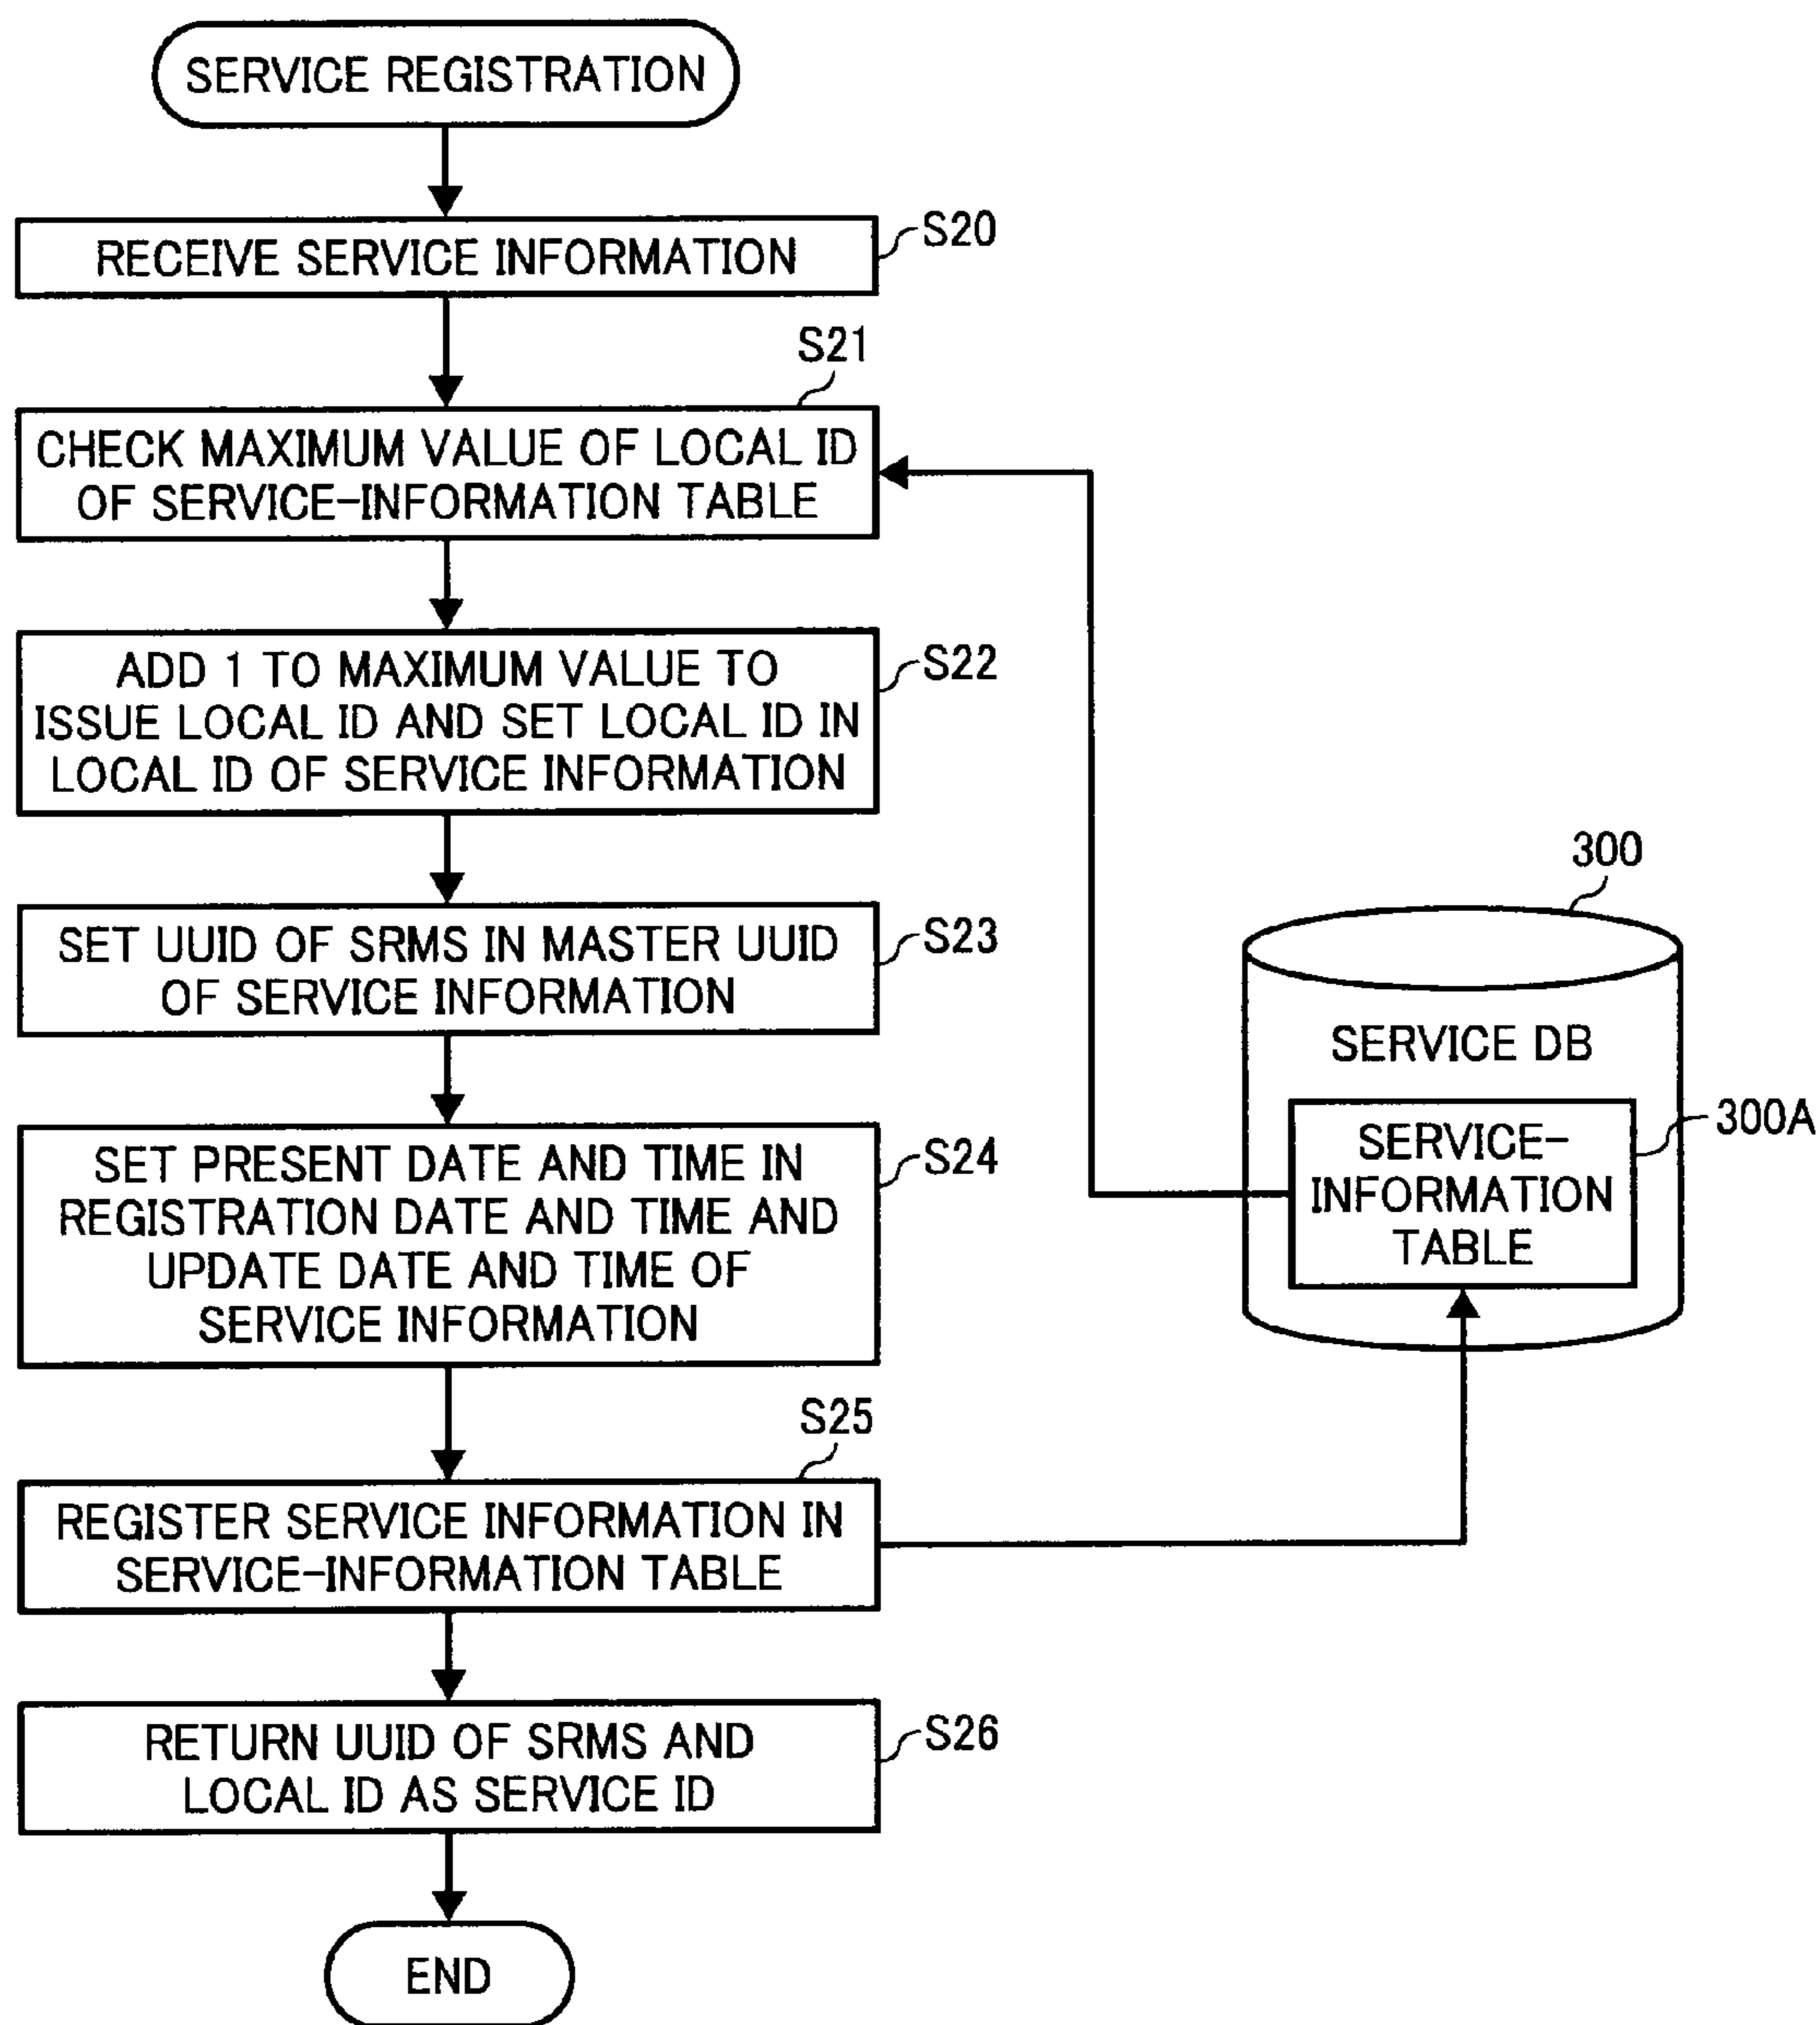 SERVICE REGISTRATION
RECEIVE SERVICE INFORMATION
S20
S21
CHECK MAXIMUM VALUE OF LOCAL ID
OF SERVICE-INFORMATION TABLE
ADD 1 TO MAXIMUM VALUE TO
ISSUE LOCAL ID AND SET LOCAL ID IN
LOCAL ID OF SERVICE INFORMATION
S22
SET UUID OF SRMS IN MASTER UUID
OF SERVICE INFORMATION
S23
SET PRESENT DATE AND TIME IN
REGISTRATION DATE AND TIME AND
UPDATE DATE AND TIME OF
SERVICE INFORMATION
S24
S25
REGISTER SERVICE INFORMATION IN
SERVICE-INFORMATION TABLE
RETURN UUID OF SRMS AND
LOCAL ID AS SERVICE ID
S26
END
300
SERVICE DB
300A
SERVICE-
INFORMATION
TABLE